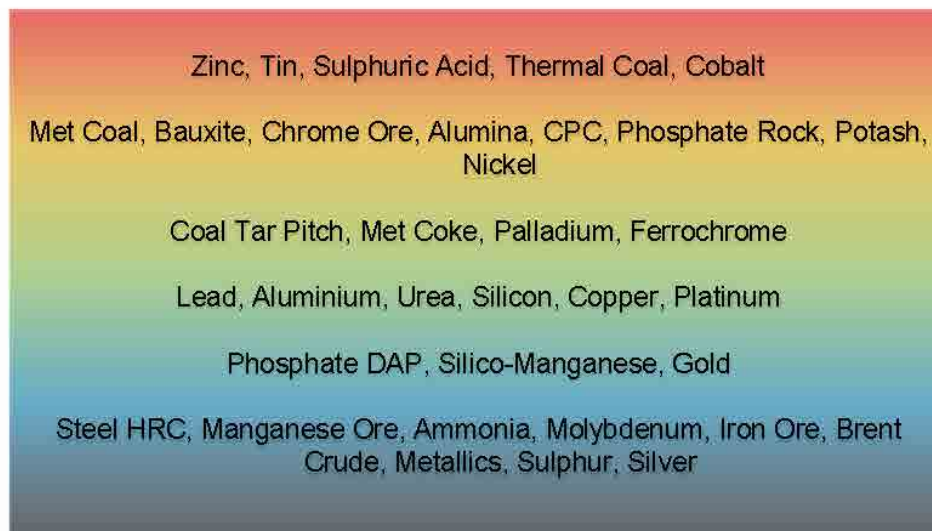 Zinc, Tin, Sulphuric Acid, Thermal Coal, Cobalt
Met Coal, Bauxite, Chrome Ore, Alumina, CPC, Phosphate Rock, Potash,
Nickel
Coal Tar Pitch, Met Coke, Palladium, Ferrochrome
Lead, Aluminium, Urea, Silicon, Copper, Platinum
Phosphate DAP, Silico-Manganese, Gold
Steel HRC, Manganese Ore, Ammonia, Molybdenum, Iron Ore, Brent
Crude, Metallics, Sulphur, Silver